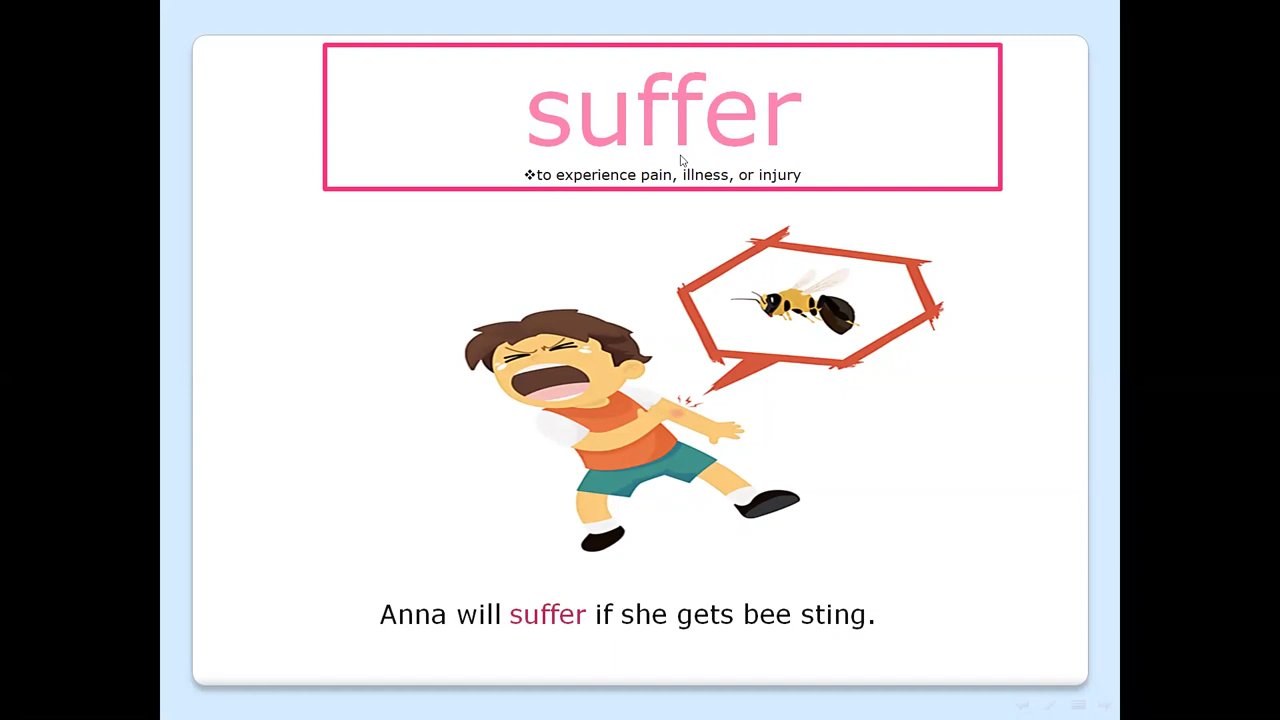 suffer
❖to experience pain, illness, or injury
Anna will suffer if she gets bee sting.